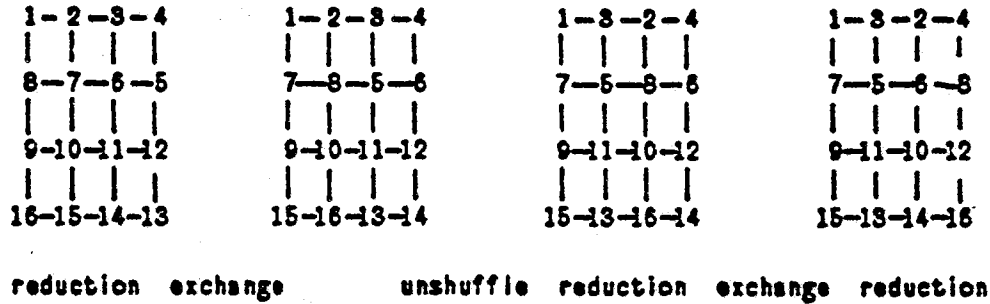 1-2-3-4 1-2-3-4 1-3-2-4 1-3-2-4
| | | | | | | | | | | | | | | |
8-7-6-5 7-8-5-6 7-5-8-6 7-5-6-8
| | | | | | | | | | | | | | | |
9-10-11-12 9-10-11-12 9-11-10-12 9-11-10-12
| | | | | | | | | | | | | | | |
16-15-14-13 15-16-13-14 15-13-16-14 15-13-14-16
reduction exchange unshuffle reduction exchange reduction